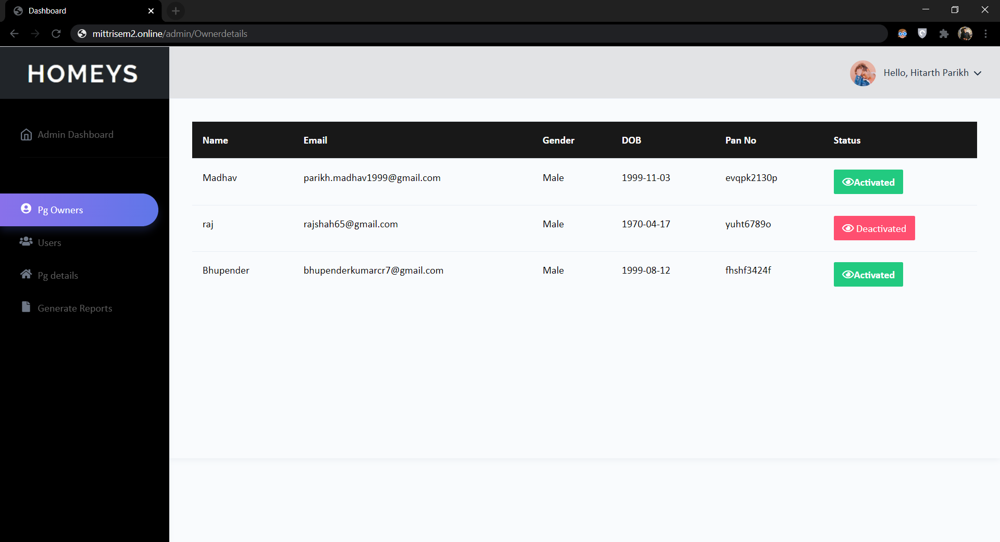 Dashboard
mittrisem2.online/admin/Ownerdetails
HOMEYS
Hello, Hitarth Parikh
Admin Dashboard
Pg Owners
Users
Pg details
Generate Reports
Name Email Gender DOB Pan No Status
Madhav parikh.madhav1999@gmail.com Male 1999-11-03 evqpk2130p Activated
raj rajshah65@gmail.com Male 1970-04-17 yuht6789o Deactivated
Bhupender bhupenderkumarcr7@gmail.com Male 1999-08-12 fhshf3424f Activated